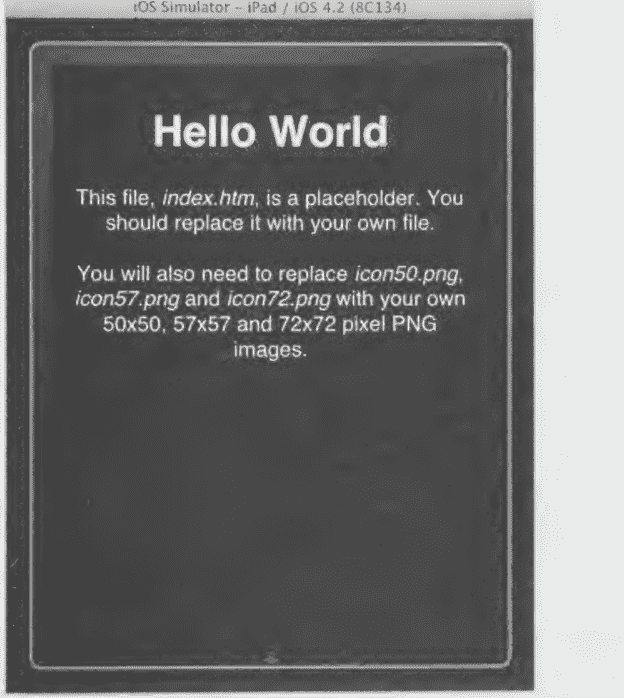 iOS Simulator - iPad / iOS 4.2 (8C134)
Hello World
This file, index.htm, is a placeholder. You
should replace it with your own file.
You will also need to replace icon50.png,
icon57.png and icon72.png with your own
50x50, 57x57 and 72x72 pixel PNG
images.